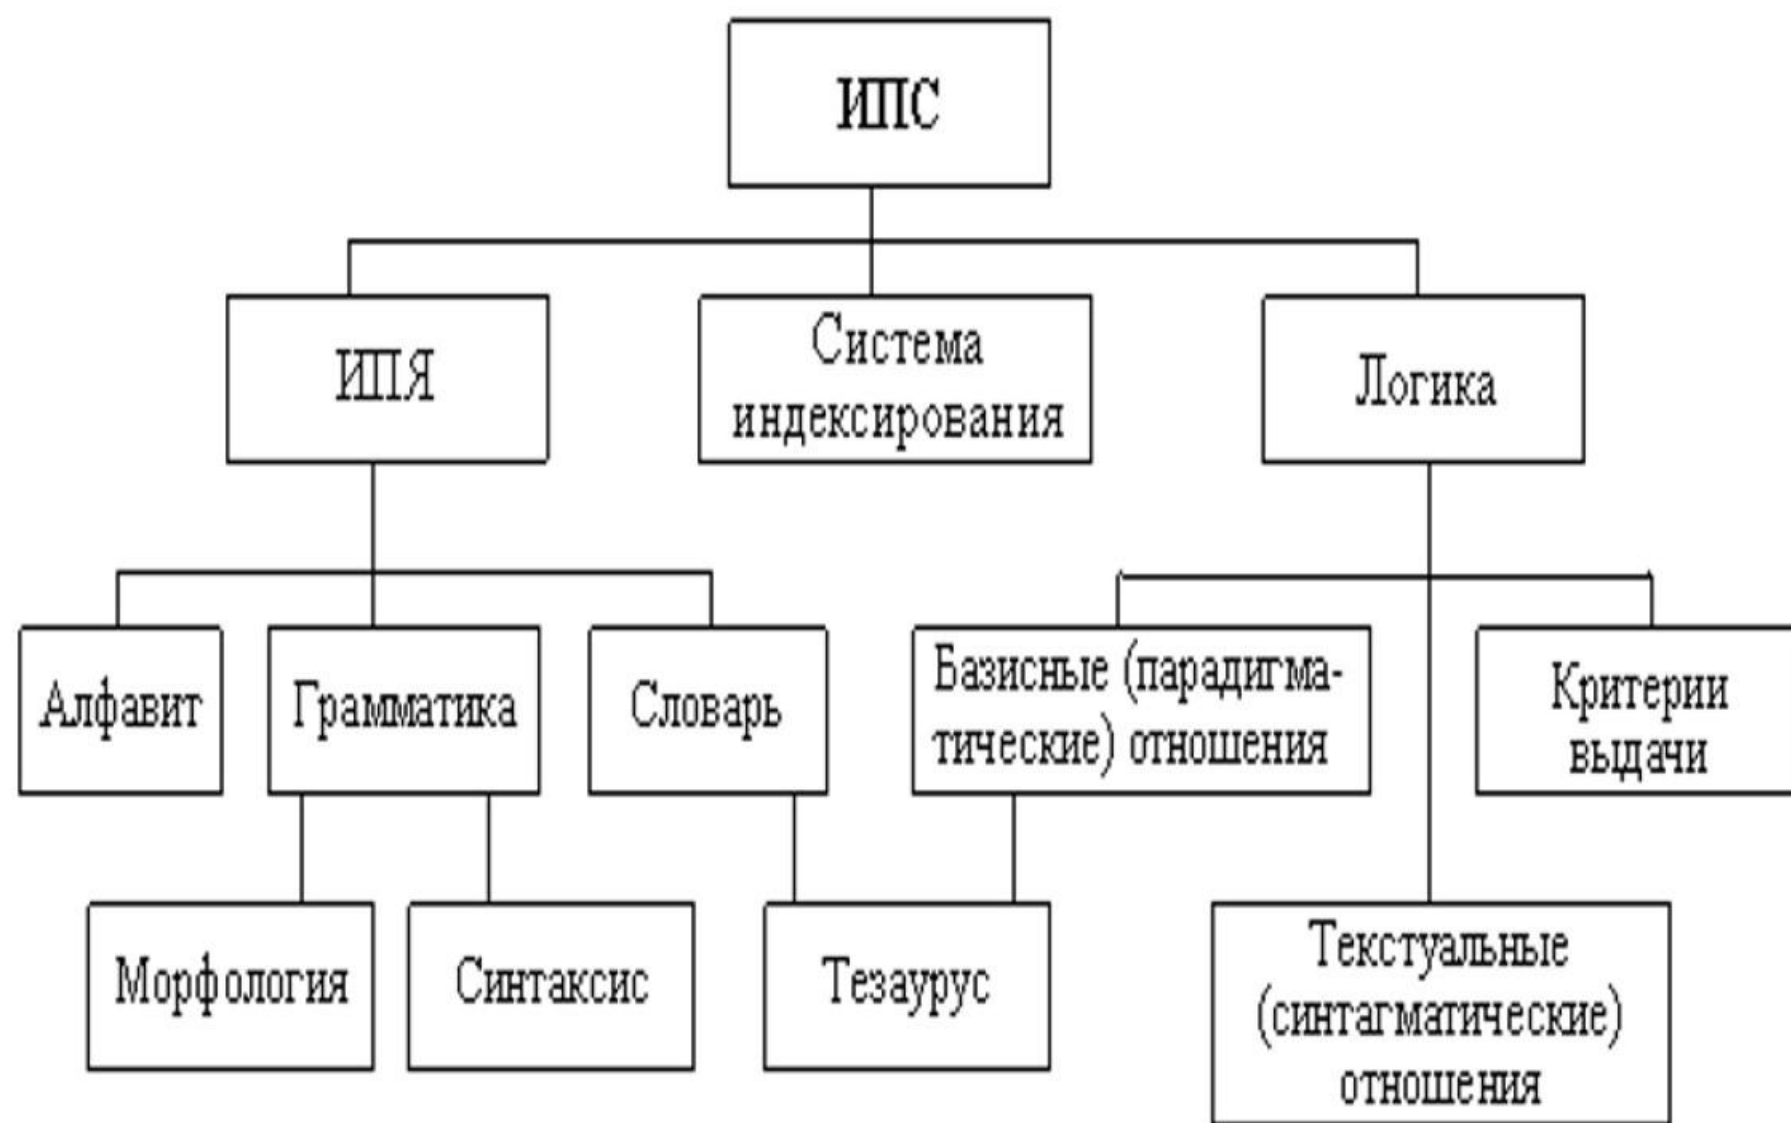 ИПС
ИПЯ
Система
индексирования
Логика
Алфавит
Грамматика
Словарь
Базисные (парадигма-
тические) отношения
Критерии
выдачи
Морфология
Синтаксис
Тезаурус
Текстуальные
(синтагматические)
отношения